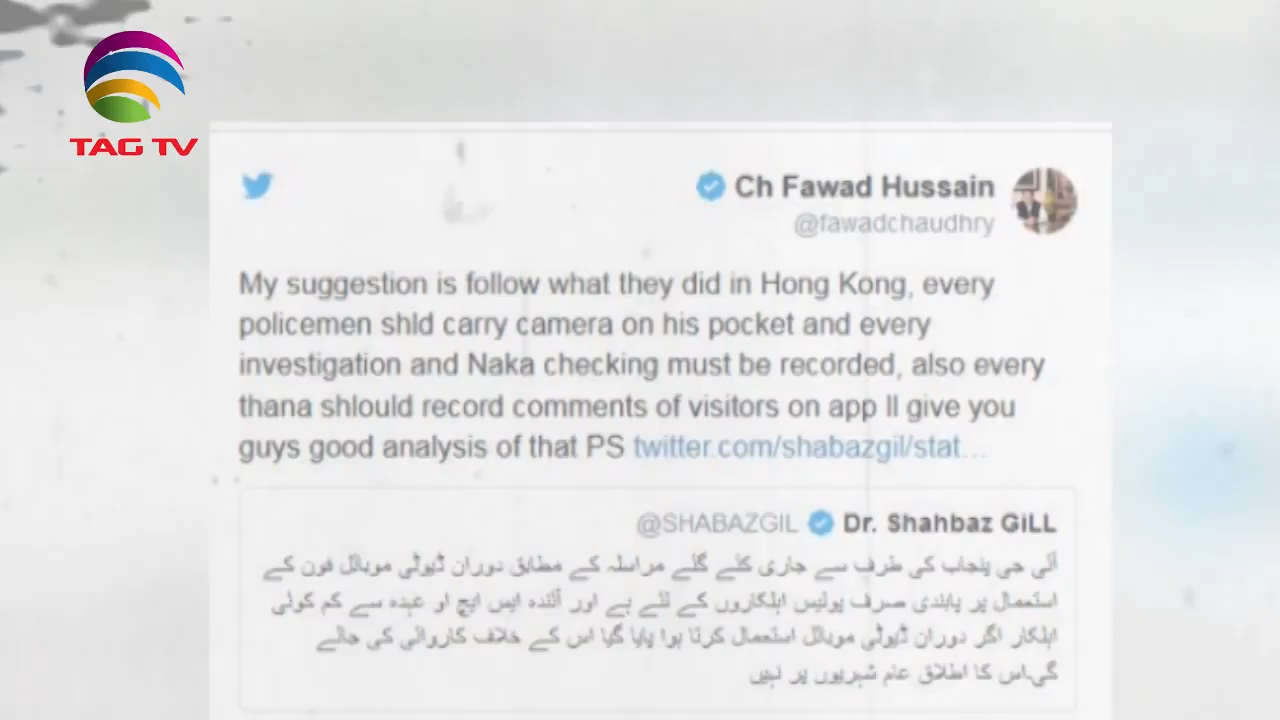 TAG TV
Ch Fawad Hussain
@fawadchaudhry
My suggestion is follow what they did in Hong Kong, every
policemen shld carry camera on his pocket and every
investigation and Naka checking must be recorded, also every
thana shlould record comments of visitors on app ll give you
guys good analysis of that PS twitter.com/shabazgil/stat...
@SHABAZGIL Dr. Shahbaz GiLL
آئی جی پنجاب کی طرف سے جاری کئے گئے مراسلہ کے مطابق دوران ڈیوٹی موبائل فون کے
استعمال پر پابندی صرف پولیس اہلکاروں کے لئے ہے اور آئندہ ایس ایچ او عہدہ سے کم کوئی
اہلکار اگر دوران ڈیوٹی موبائل استعمال کرتا ہوا پایا گیا اس کے خلاف کاروائی کی جائے
گی۔اس کا اطلاق عام شہریوں پر نہیں